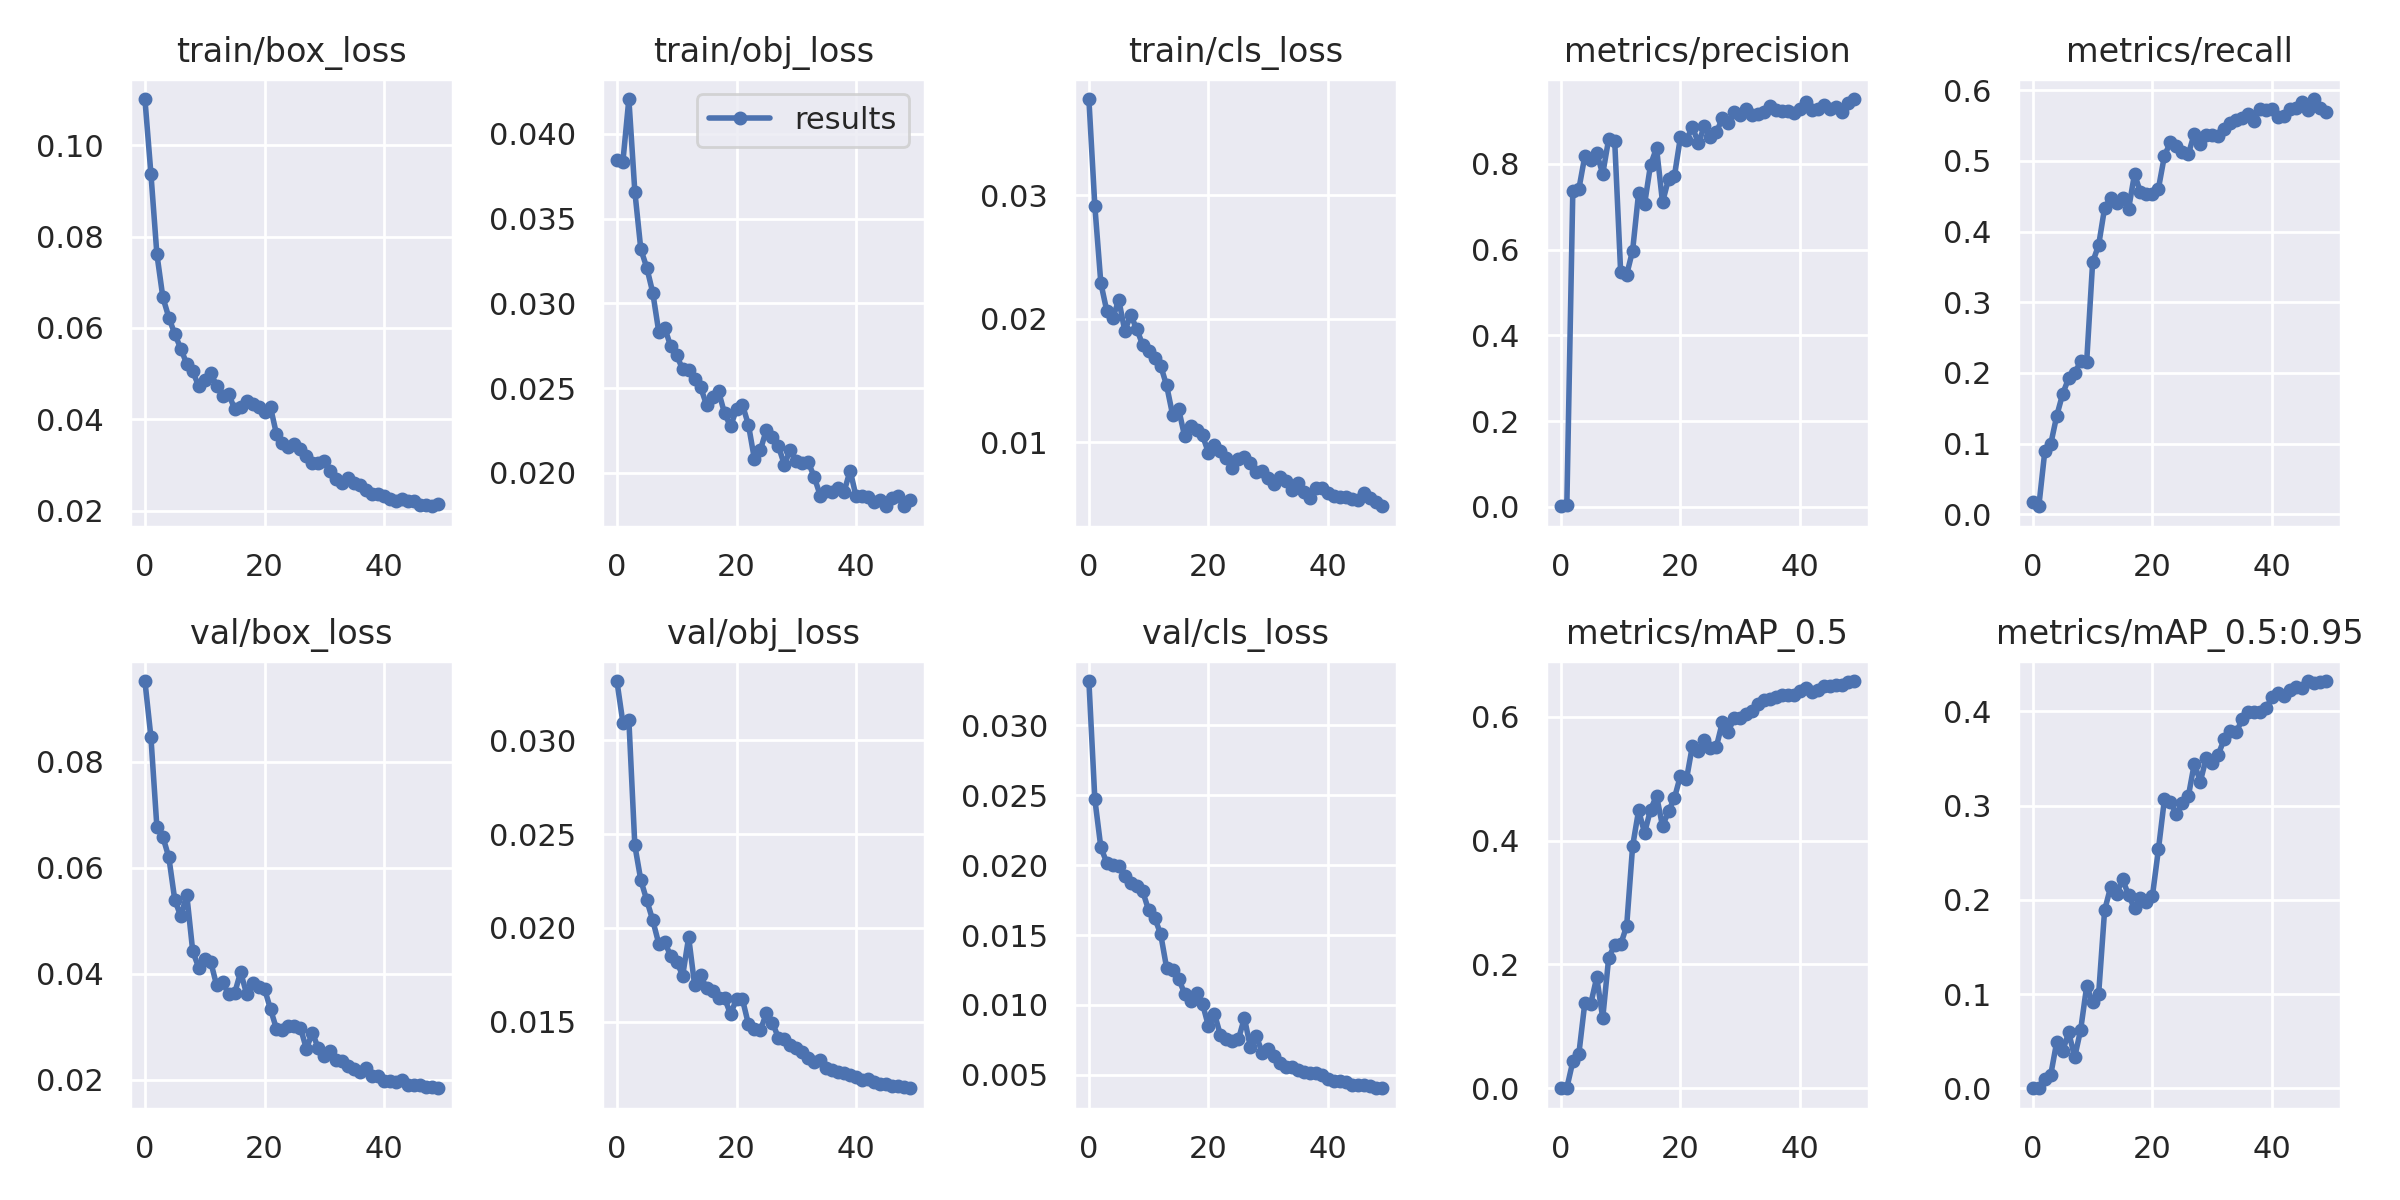 train/box_loss
train/obj_loss
train/cls_loss
metrics/precision
metrics/recall
0.10
0.08
0.06
0.04
0.02
0 20 40
results
0.040
0.035
0.030
0.025
0.020
0 20 40
0.03
0.02
0.01
0 20 40
0.8
0.6
0.4
0.2
0.0
0 20 40
0.6
0.5
0.4
0.3
0.2
0.1
0.0
0 20 40
val/box_loss
val/obj_loss
val/cls_loss
metrics/mAP_0.5
metrics/mAP_0.5:0.95
0.08
0.06
0.04
0.02
0 20 40
0.030
0.025
0.020
0.015
0 20 40
0.030
0.025
0.020
0.015
0.010
0.005
0 20 40
0.6
0.4
0.2
0.0
0 20 40
0.4
0.3
0.2
0.1
0.0
0 20 40